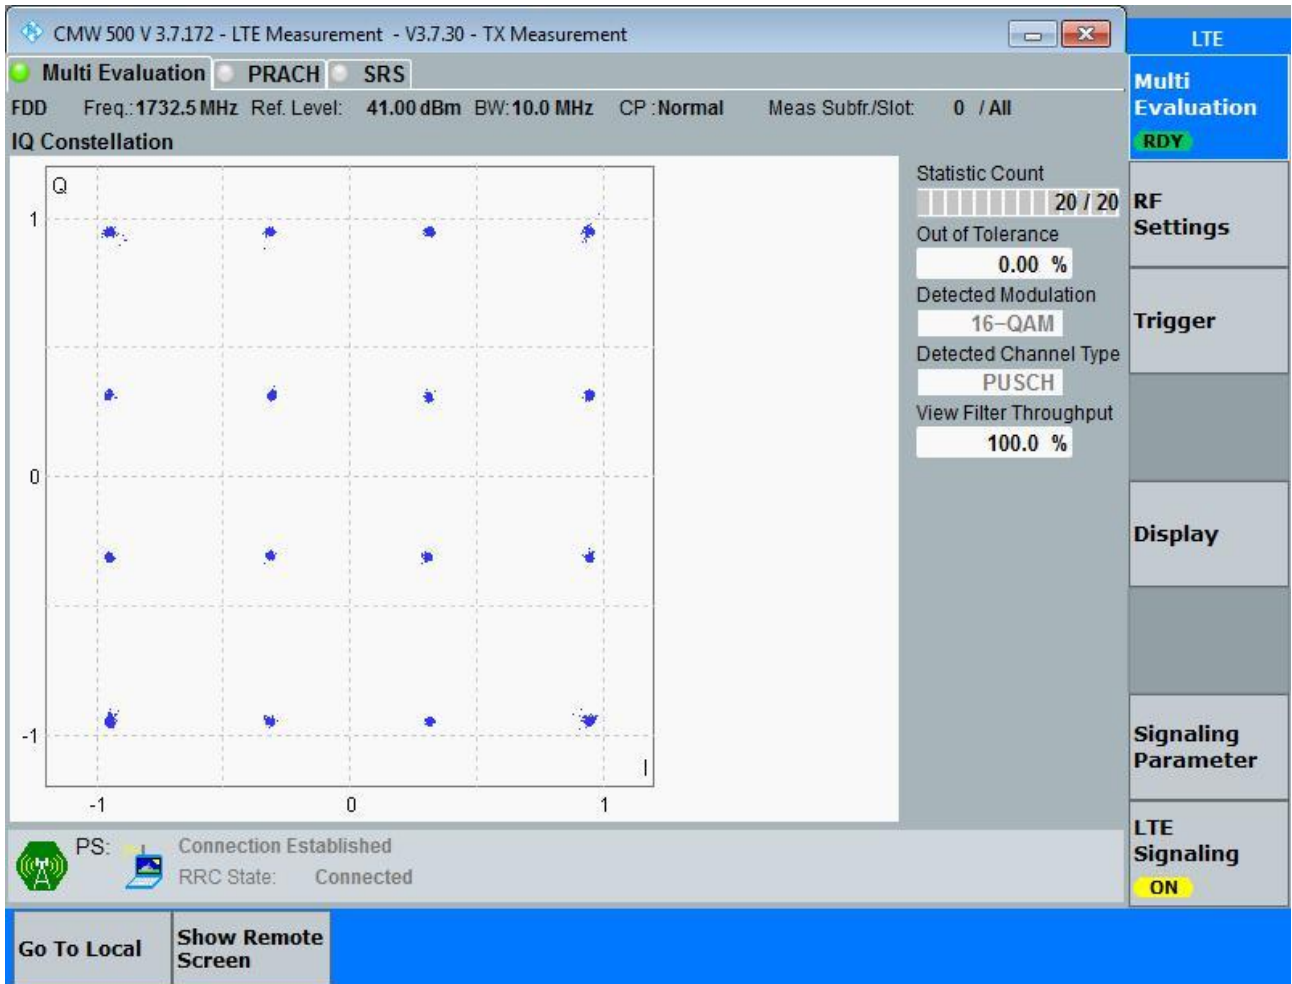 CMW 500 V 3.7.172 - LTE Measurement - V3.7.30 - TX Measurement
LTE
Multi Evaluation PRACH SRS
FDD Freq.: 1732.5 MHz Ref. Level: 41.00 dBm BW: 10.0 MHz CP : Normal Meas Subfr./Slot: 0 / All
IQ Constellation
Q
1
0
-1
-1 0 1
I
Statistic Count
20 / 20
Out of Tolerance
0.00 %
Detected Modulation
16-QAM
Detected Channel Type
PUSCH
View Filter Throughput
100.0 %
Multi
Evaluation
RDY
RF
Settings
Trigger
Display
Signaling
Parameter
LTE
Signaling
ON
PS: Connection Established
RRC State: Connected
Go To Local
Show Remote
Screen